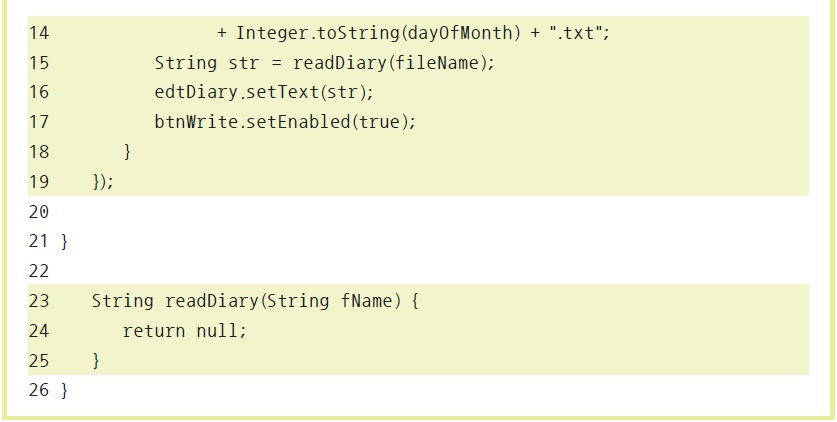 14 + Integer.toString(dayOfMonth) + ".txt";
15 String str = readDiary(fileName);
16 edtDiary.setText(str);
17 btnWrite.setEnabled(true);
18 }
19 });
20
21 }
22
23 String readDiary(String fName) {
24 return null;
25 }
26 }